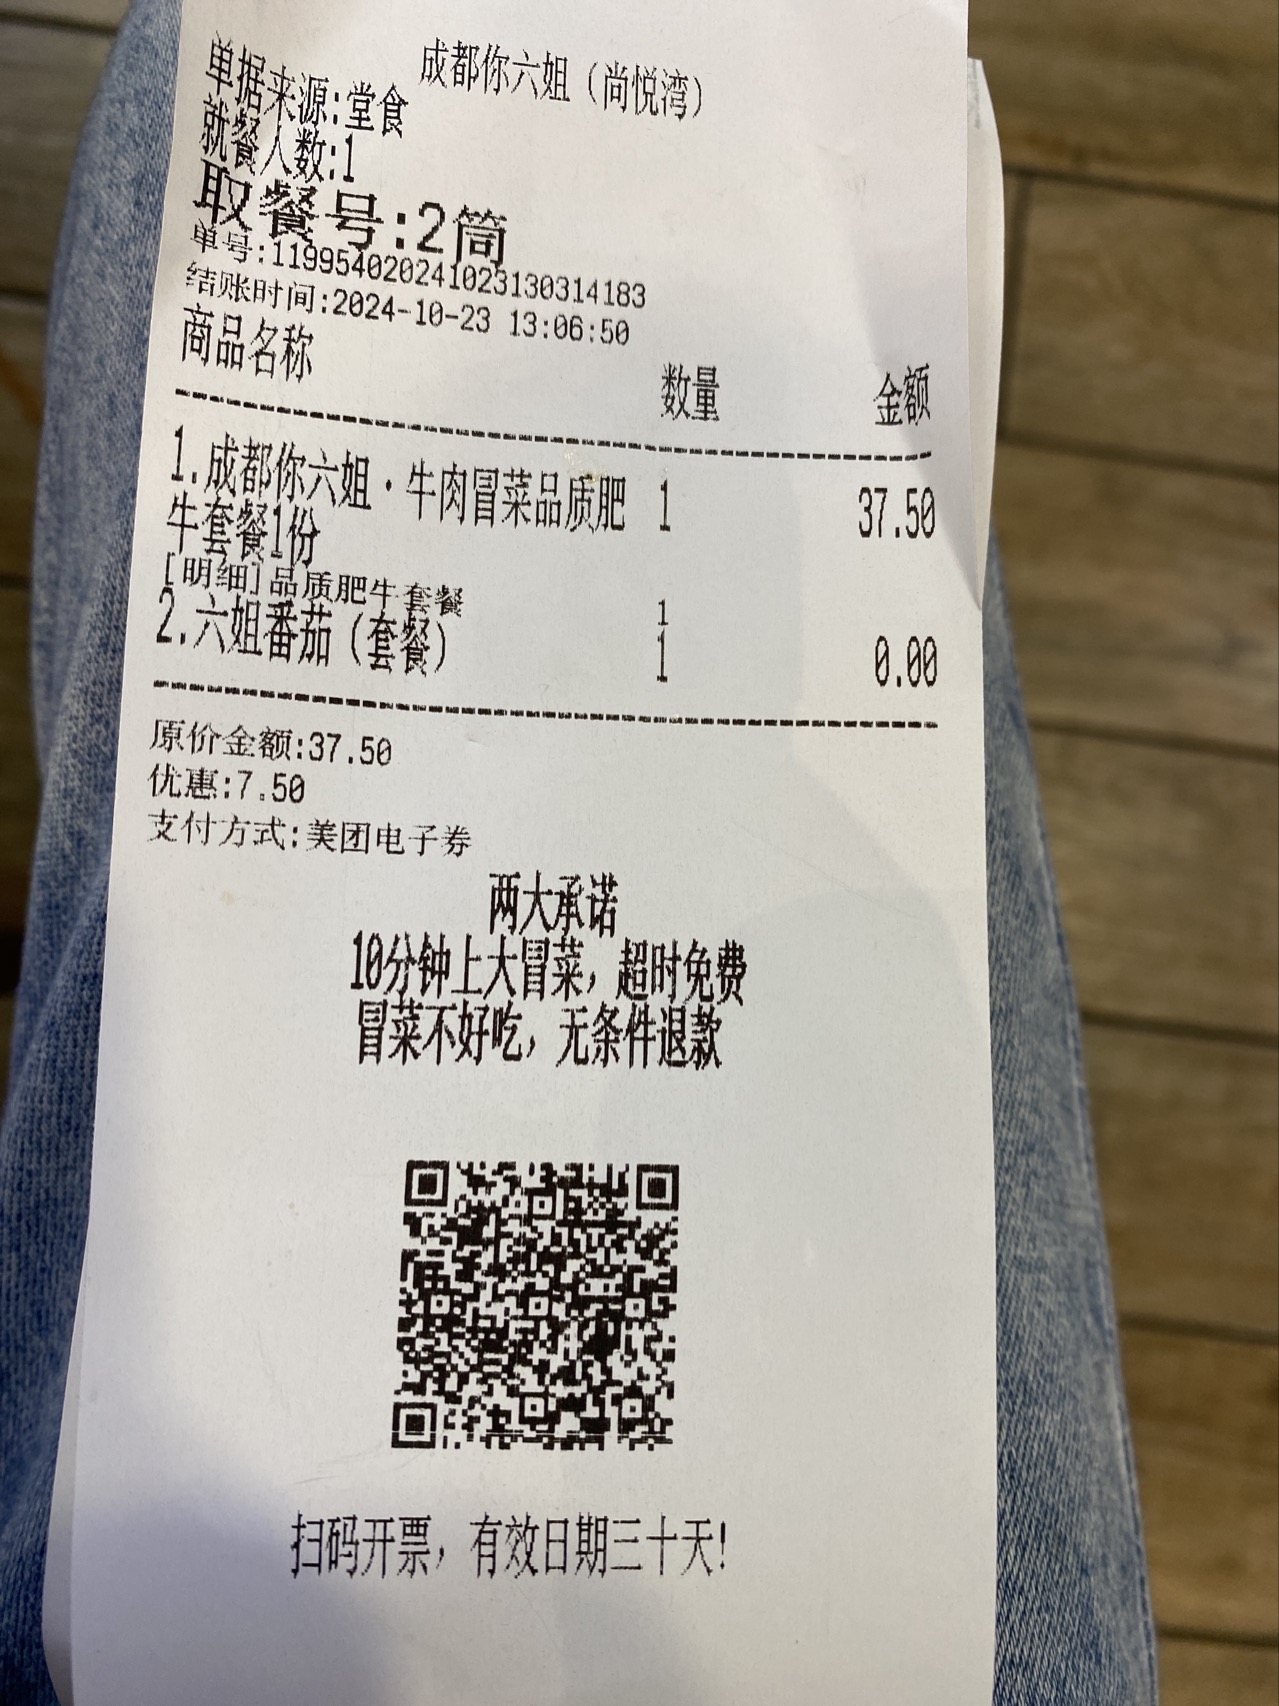 成都你六姐（尚悦湾）
单据来源:堂食
就餐人数:1
取餐号:2筒
单号:11995402024102313031​4183
结账时间:2024-10-23 13:06:50
商品名称 数量 金额
1.成都你六姐·牛肉冒菜品质肥 1 37.50
牛套餐1份
[明细]品质肥牛套餐 1
2.六姐番茄（套餐） 1 0.00
原价金额:37.50
优惠:7.50
支付方式:美团电子券
两大承诺
10分钟上大冒菜，超时免费
冒菜不好吃，无条件退款
扫码开票，有效日期三十天!